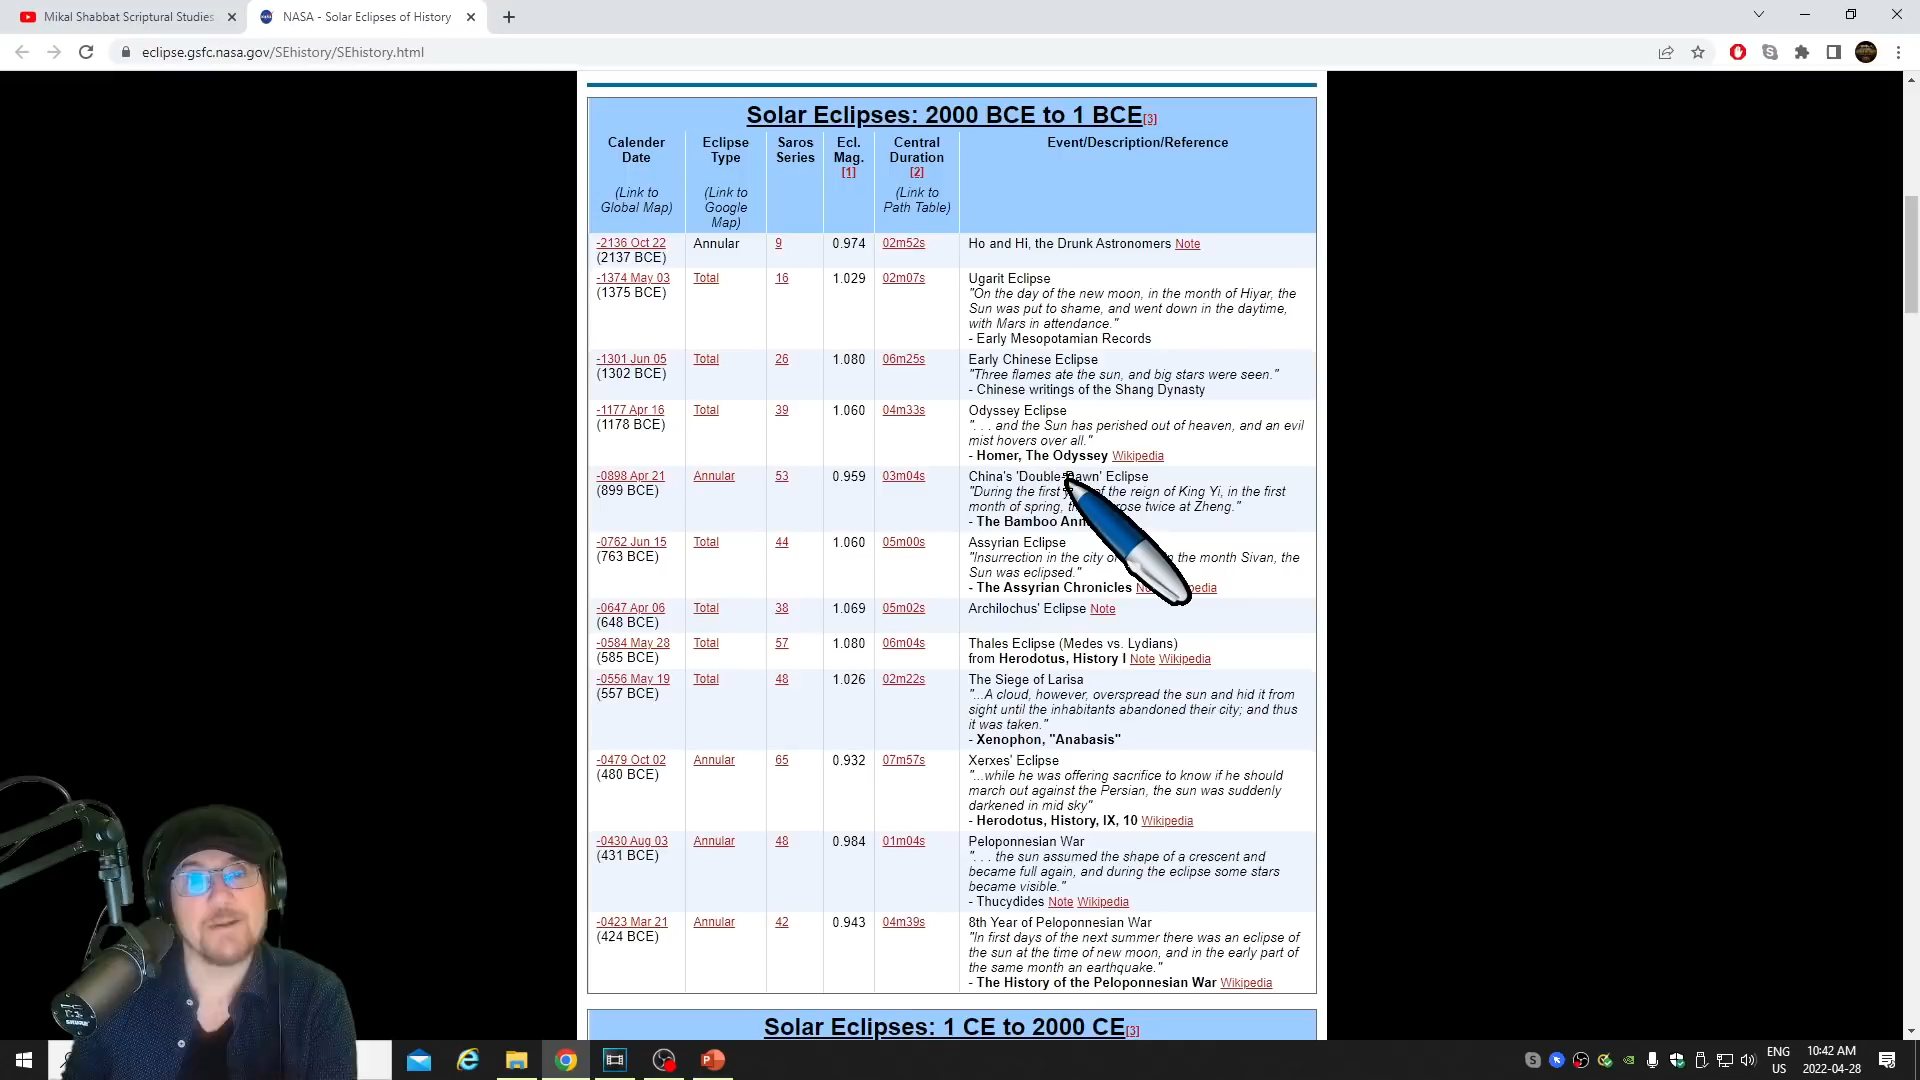 Mikal Shabbat Scriptural Studies
NASA - Solar Eclipses of History
eclipse.gsfc.nasa.gov/SEhistory/SEhistory.html
Solar Eclipses: 2000 BCE to 1 BCE[3]
Calender Date (Link to Global Map) Eclipse Type (Link to Google Map) Saros Series Ecl. Mag. [1] Central Duration [2] (Link to Path Table) Event/Description/Reference
-2136 Oct 22 Annular 9 0.974 02m52s Ho and Hi, the Drunk Astronomers Note
(2137 BCE)
-1374 May 03 Total 16 1.029 02m07s Ugarit Eclipse
(1375 BCE) "On the day of the new moon, in the month of Hiyar, the
Sun was put to shame, and went down in the daytime,
with Mars in attendance."
- Early Mesopotamian Records
-1301 Jun 05 Total 26 1.080 06m25s Early Chinese Eclipse
(1302 BCE) "Three flames ate the sun, and big stars were seen."
- Chinese writings of the Shang Dynasty
-1177 Apr 16 Total 39 1.060 04m33s Odyssey Eclipse
(1178 BCE) ". . . and the Sun has perished out of heaven, and an evil
mist hovers over all."
- Homer, The Odyssey Wikipedia
-0898 Apr 21 Annular 53 0.959 03m04s China's 'Double-Dawn' Eclipse
(899 BCE) "During the first of the reign of King Yi, in the first
month of spring, rose twice at Zheng."
- The Bamboo
-0762 Jun 15 Total 44 1.060 05m00s Assyrian Eclipse
(763 BCE) "Insurrection in the city in the month Sivan, the
Sun was eclipsed."
- The Assyrian Chronicles
-0647 Apr 06 Total 38 1.069 05m02s Archilochus' Eclipse Note
(648 BCE)
-0584 May 28 Total 57 1.080 06m04s Thales Eclipse (Medes vs. Lydians)
(585 BCE) from Herodotus, History I Note Wikipedia
-0556 May 19 Total 48 1.026 02m22s The Siege of Larisa
(557 BCE) "...A cloud, however, overspread the sun and hid it from
sight until the inhabitants abandoned their city; and thus
it was taken."
- Xenophon, "Anabasis"
-0479 Oct 02 Annular 65 0.932 07m57s Xerxes' Eclipse
(480 BCE) "...while he was offering sacrifice to know if he should
march out against the Persian, the sun was suddenly
darkened in mid sky"
- Herodotus, History, IX, 10 Wikipedia
-0430 Aug 03 Annular 48 0.984 01m04s Peloponnesian War
(431 BCE) ". . . the sun assumed the shape of a crescent and
became full again, and during the eclipse some stars
became visible."
- Thucydides Note Wikipedia
-0423 Mar 21 Annular 42 0.943 04m39s 8th Year of Peloponnesian War
(424 BCE) "In first days of the next summer there was an eclipse of
the sun at the time of new moon, and in the early part of
the same month an earthquake."
- The History of the Peloponnesian War Wikipedia
Solar Eclipses: 1 CE to 2000 CE[3]
ENG 10:42 AM
US 2022-04-28